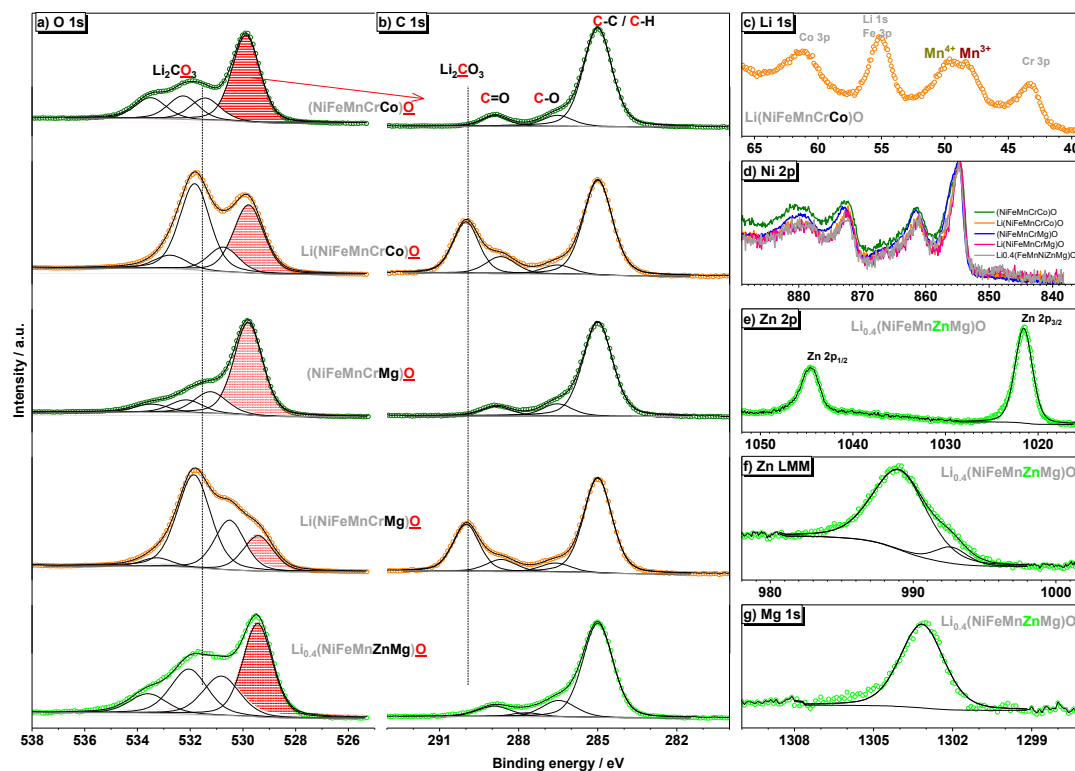 a) O 1s
Li₂CO₃
(NiFeMnCrCo)O
Li(NiFeMnCrCo)O
(NiFeMnCrMg)O
Li(NiFeMnCrMg)O
Li₀.₄(NiFeMnZnMg)O
538 536 534 532 530 528 526
Intensity / a.u.
b) C 1s
C-C / C-H
Li₂CO₃
C=O
C-O
291 288 285 282
Binding energy / eV
c) Li 1s
Co 3p
Li 1s
Fe 3p
Mn⁴⁺ Mn³⁺
Cr 3p
Li(NiFeMnCrCo)O
65 60 55 50 45 40
d) Ni 2p
(NiFeMnCrCo)O
Li(NiFeMnCrCo)O
(NiFeMnCrMg)O
Li(NiFeMnCrMg)O
Li0.4(FeMnNiZnMg)O
880 870 860 850 840
e) Zn 2p
Li₀.₄(NiFeMnZnMg)O
Zn 2p₃/₂
Zn 2p₁/₂
1050 1040 1030 1020
f) Zn LMM
Li₀.₄(NiFeMnZnMg)O
980 990 1000
g) Mg 1s
Li₀.₄(NiFeMnZnMg)O
1308 1305 1302 1299